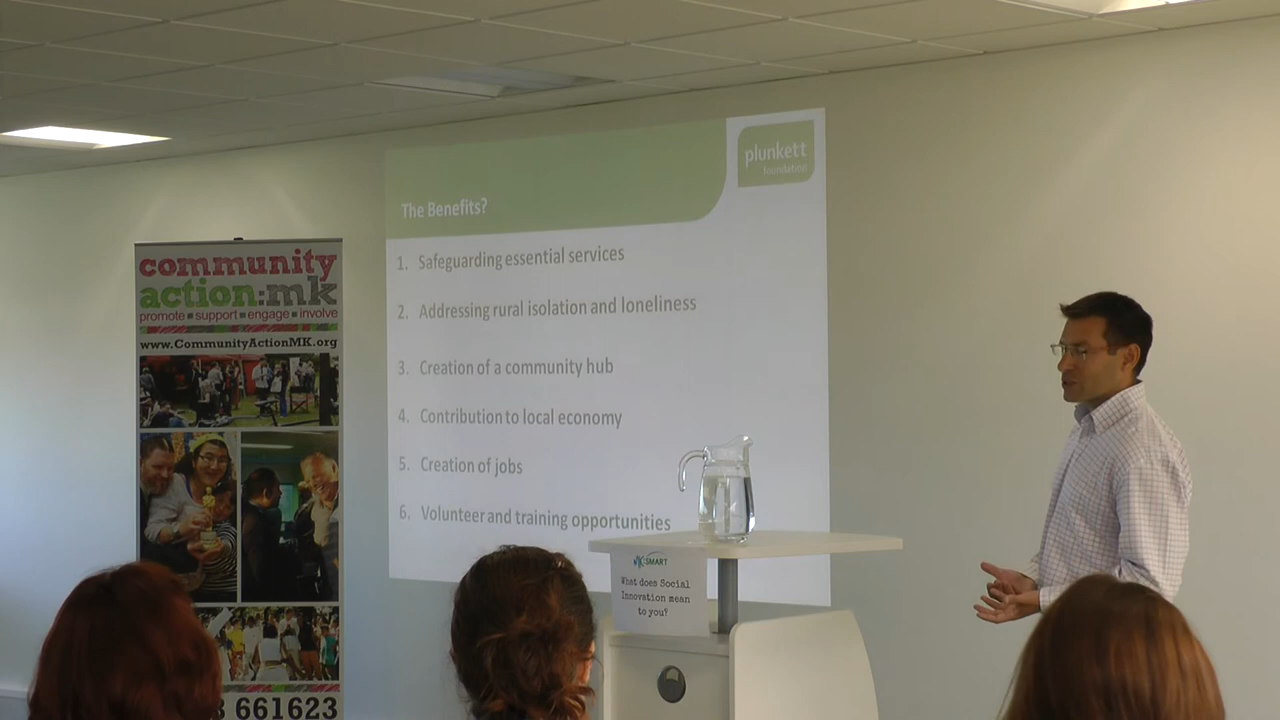 plunkett
foundation
The Benefits?
1. Safeguarding essential services
2. Addressing rural isolation and loneliness
3. Creation of a community hub
4. Contribution to local economy
5. Creation of jobs
6. Volunteer and training opportunities
community
action:mk
promote ■ support ■ engage ■ involve
www.CommunityActionMK.org
661623
MK:SMART
What does Social
Innovation mean
to you?